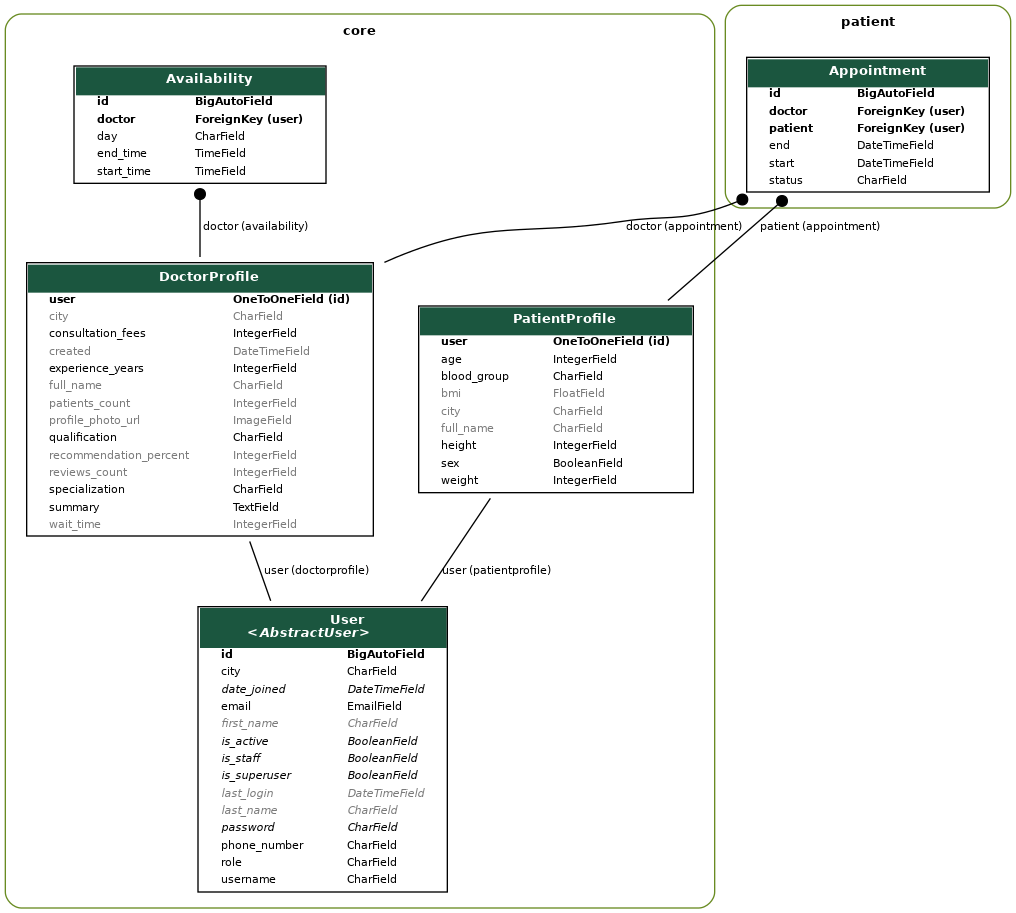 core
Availability
id BigAutoField
doctor ForeignKey (user)
day CharField
end_time TimeField
start_time TimeField
doctor (availability)
patient
Appointment
id BigAutoField
doctor ForeignKey (user)
patient ForeignKey (user)
end DateTimeField
start DateTimeField
status CharField
doctor (appointment)
patient (appointment)
DoctorProfile
user OneToOneField (id)
city CharField
consultation_fees IntegerField
created DateTimeField
experience_years IntegerField
full_name CharField
patients_count IntegerField
profile_photo_url ImageField
qualification CharField
recommendation_percent IntegerField
reviews_count IntegerField
specialization CharField
summary TextField
wait_time IntegerField
PatientProfile
user OneToOneField (id)
age IntegerField
blood_group CharField
bmi FloatField
city CharField
full_name CharField
height IntegerField
sex BooleanField
weight IntegerField
user (doctorprofile)
user (patientprofile)
User
<AbstractUser>
id BigAutoField
city CharField
date_joined DateTimeField
email EmailField
first_name CharField
is_active BooleanField
is_staff BooleanField
is_superuser BooleanField
last_login DateTimeField
last_name CharField
password CharField
phone_number CharField
role CharField
username CharField